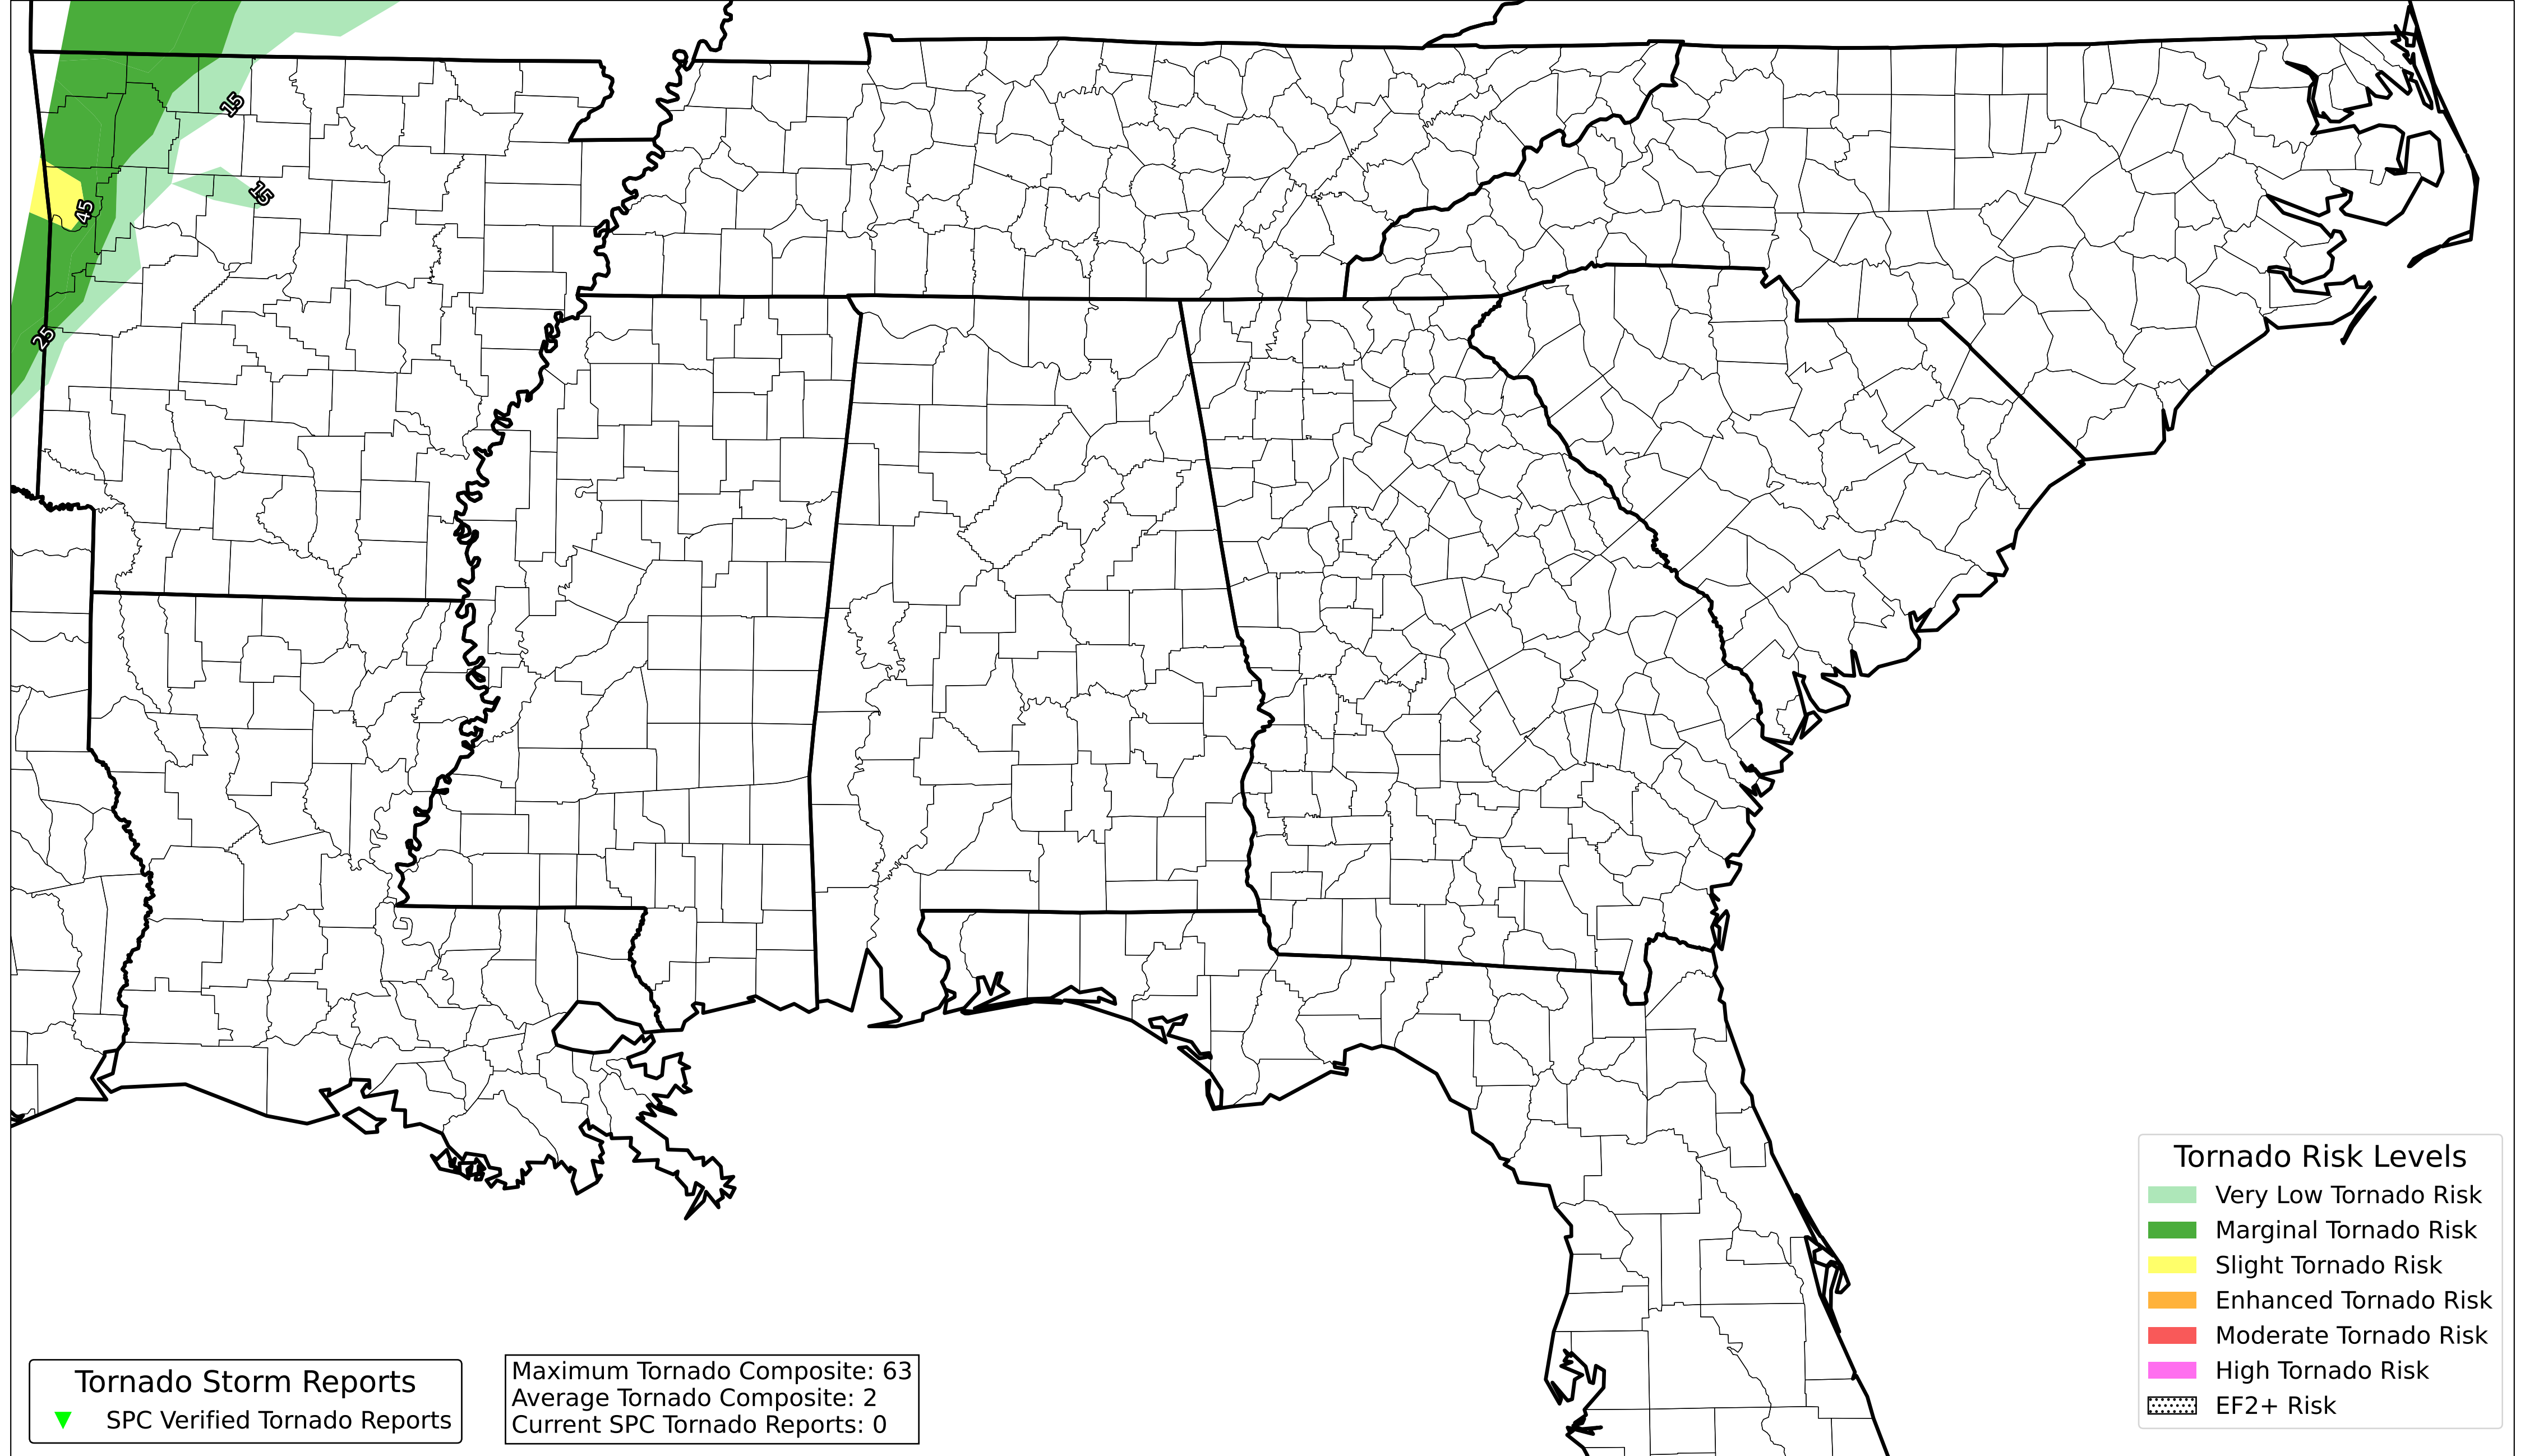 15
15
45
25
Tornado Risk Levels
Very Low Tornado Risk
Marginal Tornado Risk
Slight Tornado Risk
Enhanced Tornado Risk
Moderate Tornado Risk
High Tornado Risk
EF2+ Risk
Tornado Storm Reports
SPC Verified Tornado Reports
Maximum Tornado Composite: 63
Average Tornado Composite: 2
Current SPC Tornado Reports: 0